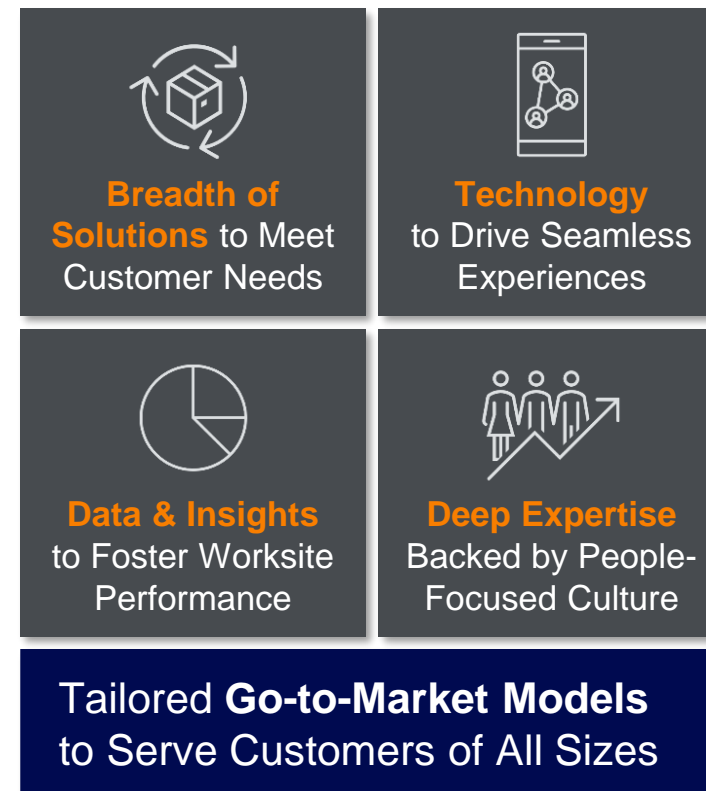 Breadth of
Solutions to Meet
Customer Needs
Technology
to Drive Seamless
Experiences
Data & Insights
to Foster Worksite
Performance
Deep Expertise
Backed by People-
Focused Culture
Tailored Go-to-Market Models
to Serve Customers of All Sizes